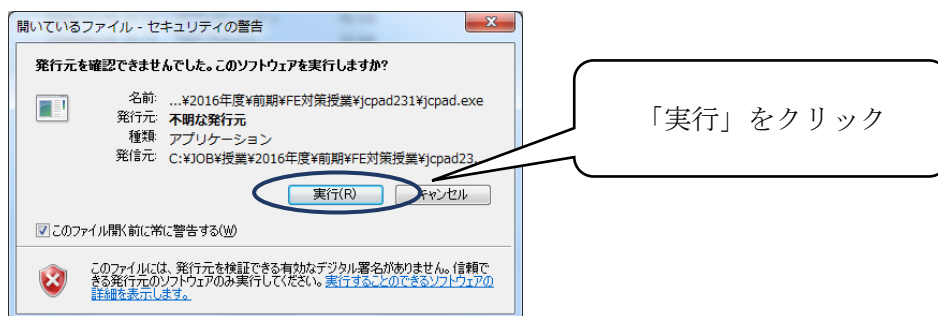 開いているファイル - セキュリティの警告
発行元を確認できませんでした。このソフトウェアを実行しますか?
名前: ...¥2016年度¥前期¥FE対策授業¥jcpad231¥jcpad.exe
発行元: 不明な発行元
種類: アプリケーション
発信元: C:¥JOB¥授業¥2016年度¥前期¥FE対策授業¥jcpad23...
実行(R)
キャンセル
「実行」をクリック
このファイル開く前に常に警告する(W)
このファイルには、発行元を検証できる有効なデジタル署名がありません。信頼で
きる発行元のソフトウェアのみ実行してください。実行することのできるソフトウェアの
詳細を表示します。